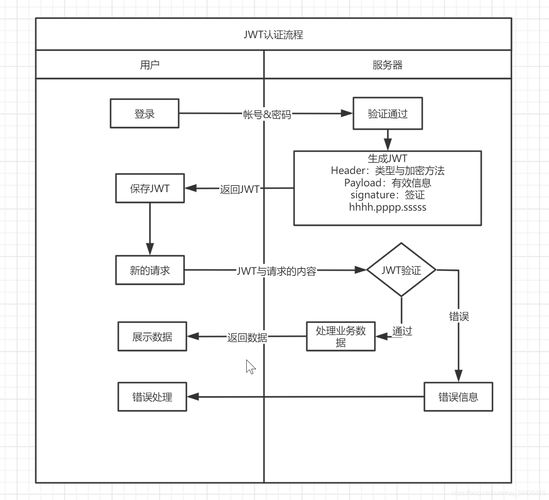 JWT认证流程
用户
服务器
登录
帐号&密码
验证通过
生成JWT
Header：类型与加密方法
Payload：有效信息
signature：签证
hhhh.pppp.sssss
保存JWT
返回JWT
新的请求
JWT与请求的内容
JWT验证
错误
通过
展示数据
返回数据
处理业务数
据
错误处理
错误信息